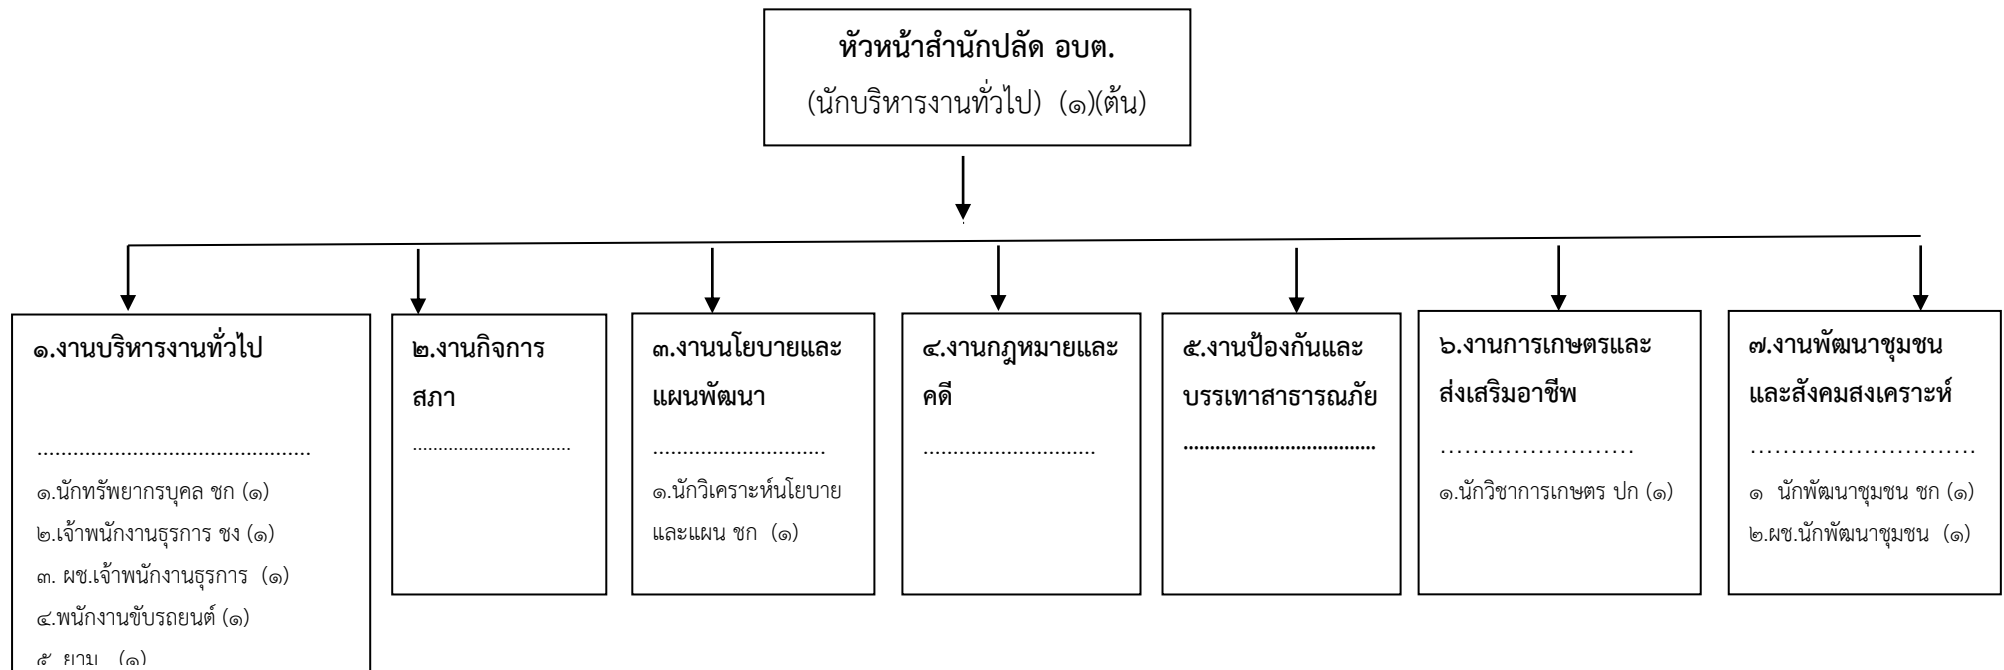 หัวหน้าสำนักปลัด อบต.
(นักบริหารงานทั่วไป) (๑)(ต้น)
๑.งานบริหารงานทั่วไป
............................................
๑.นักทรัพยากรบุคล ชก (๑)
๒.เจ้าพนักงานธุรการ ชง (๑)
๓. ผช.เจ้าพนักงานธุรการ (๑)
๔.พนักงานขับรถยนต์ (๑)
๕ ยาม (๑)
๒.งานกิจการ
สภา
..............................
๓.งานนโยบายและ
แผนพัฒนา
............................
๑.นักวิเคราะห์นโยบาย
และแผน ชก (๑)
๔.งานกฎหมายและ
คดี
............................
๕.งานป้องกันและ
บรรเทาสาธารณภัย
...................................
๖.งานการเกษตรและ
ส่งเสริมอาชีพ
........................
๑.นักวิชาการเกษตร ปก (๑)
๗.งานพัฒนาชุมชน
และสังคมสงเคราะห์
............................
๑ นักพัฒนาชุมชน ชก (๑)
๒.ผช.นักพัฒนาชุมชน (๑)